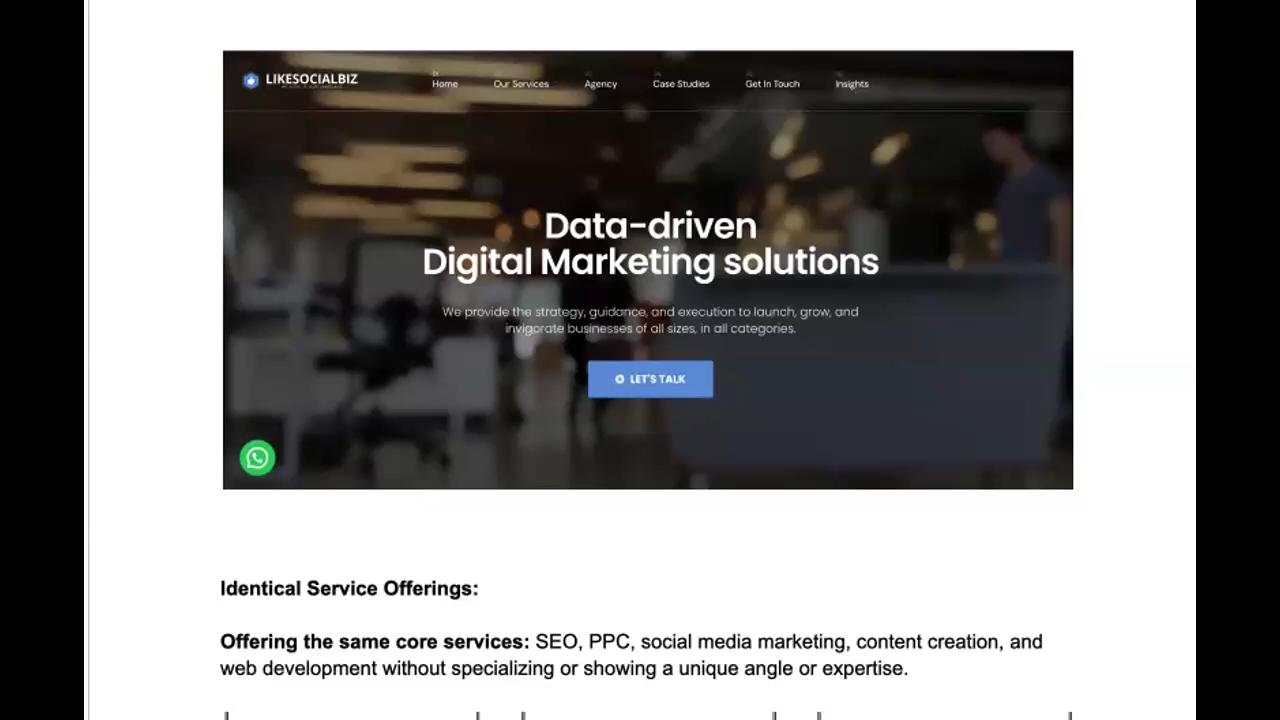 LIKESOCIALBIZ
Home
Our Services
Agency
Case Studies
Get In Touch
Insights
Data-driven
Digital Marketing solutions
We provide the strategy, guidance, and execution to launch, grow, and
invigorate businesses of all sizes, in all categories.
LET'S TALK
Identical Service Offerings:
Offering the same core services: SEO, PPC, social media marketing, content creation, and
web development without specializing or showing a unique angle or expertise.